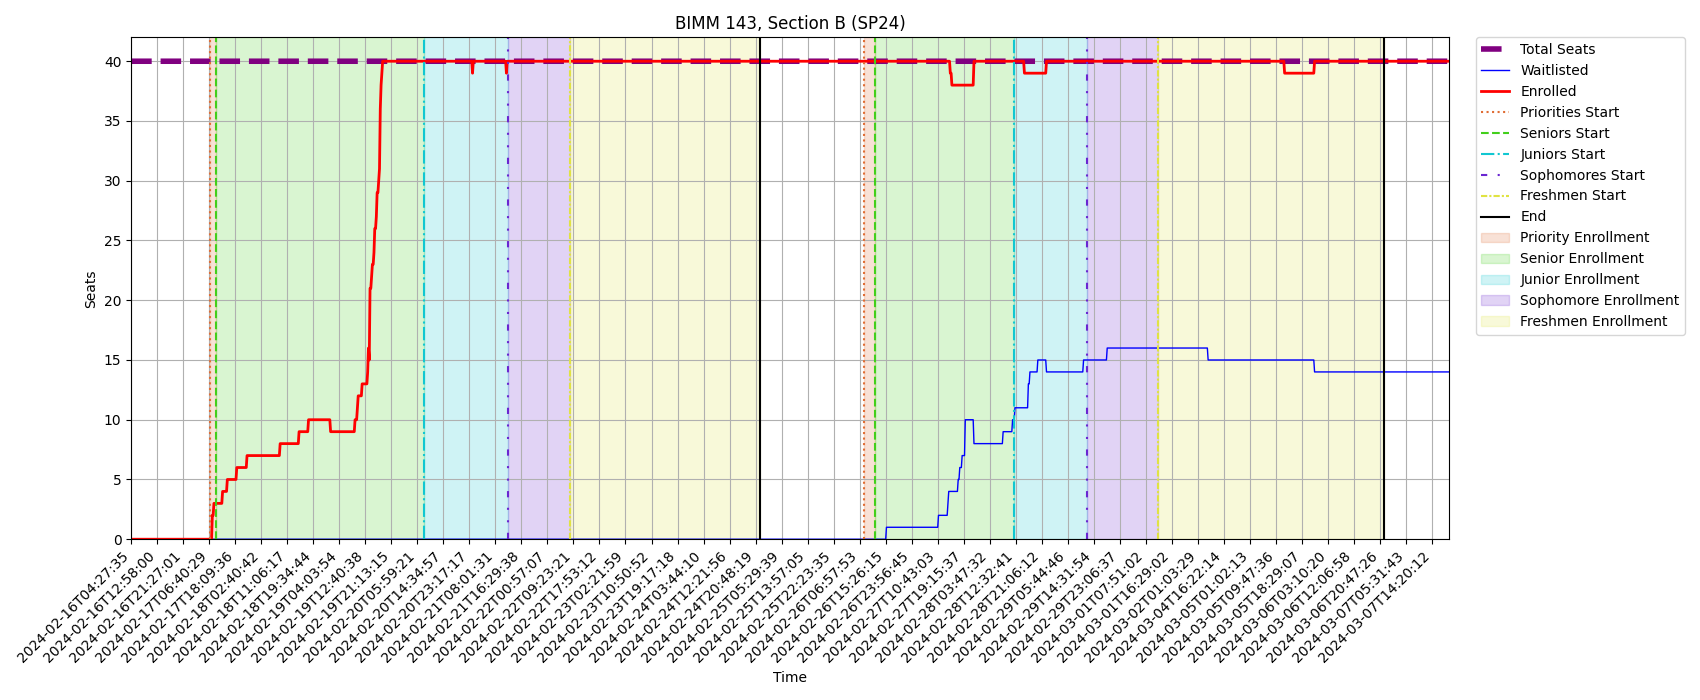 BIMM 143, Section B (SP24)
Total Seats
Waitlisted
Enrolled
Priorities Start
Seniors Start
Juniors Start
Sophomores Start
Freshmen Start
End
Priority Enrollment
Senior Enrollment
Junior Enrollment
Sophomore Enrollment
Freshmen Enrollment
Seats
40
35
30
25
20
15
10
5
0
2024-02-16T04:27:35
2024-02-16T12:58:00
2024-02-16T21:27:01
2024-02-17T06:40:29
2024-02-17T18:09:36
2024-02-18T02:40:42
2024-02-18T11:06:17
2024-02-18T19:34:44
2024-02-19T04:03:54
2024-02-19T12:40:38
2024-02-19T21:13:15
2024-02-20T05:59:21
2024-02-20T14:34:57
2024-02-20T23:17:17
2024-02-21T08:01:31
2024-02-21T16:29:38
2024-02-22T00:57:07
2024-02-22T09:23:21
2024-02-22T17:53:12
2024-02-23T02:21:59
2024-02-23T10:50:52
2024-02-23T19:17:18
2024-02-24T03:44:10
2024-02-24T12:21:56
2024-02-24T20:48:19
2024-02-25T05:29:39
2024-02-25T13:57:05
2024-02-25T22:23:35
2024-02-26T06:57:53
2024-02-26T15:26:15
2024-02-26T23:56:45
2024-02-27T10:43:03
2024-02-27T19:15:37
2024-02-28T03:47:32
2024-02-28T12:32:41
2024-02-28T21:06:12
2024-02-29T05:44:46
2024-02-29T14:31:54
2024-02-29T23:06:37
2024-03-01T07:51:02
2024-03-01T16:29:02
2024-03-02T01:03:29
2024-03-04T16:22:14
2024-03-05T01:02:13
2024-03-05T09:47:36
2024-03-05T18:29:07
2024-03-06T03:10:26
2024-03-06T12:06:58
2024-03-06T20:47:26
2024-03-07T05:31:43
2024-03-07T14:20:12
Time